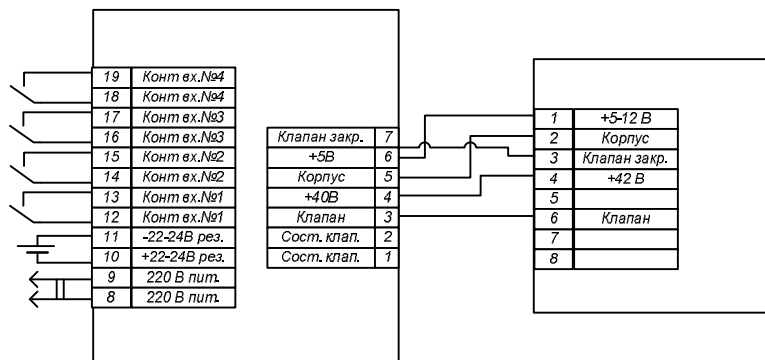 19 Конт вх.№4
18 Конт вх.№4
17 Конт вх.№3
16 Конт вх.№3
15 Конт вх.№2
14 Конт вх.№2
13 Конт вх.№1
12 Конт вх.№1
11 -22-24В рез.
10 +22-24В рез.
9 220 В пит.
8 220 В пит.
Клапан закр. 7
+5В 6
Корпус 5
+40В 4
Клапан 3
Сост. клап. 2
Сост. клап. 1
1 +5-12 В
2 Корпус
3 Клапан закр.
4 +42 В
5
6 Клапан
7
8